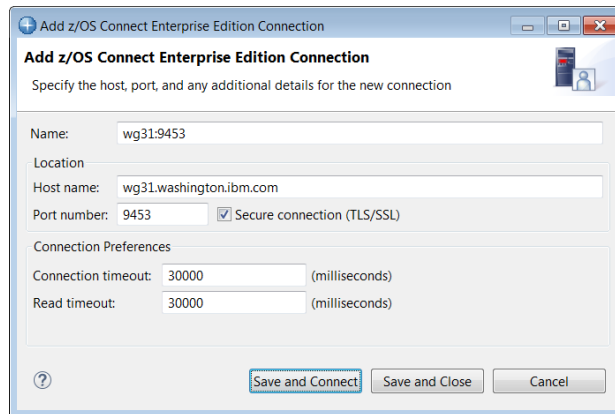 Add z/OS Connect Enterprise Edition Connection
Add z/OS Connect Enterprise Edition Connection
Specify the host, port, and any additional details for the new connection
Name: wg31:9453
Location
Host name: wg31.washington.ibm.com
Port number: 9453 Secure connection (TLS/SSL)
Connection Preferences
Connection timeout: 30000 (milliseconds)
Read timeout: 30000 (milliseconds)
? Save and Connect Save and Close Cancel